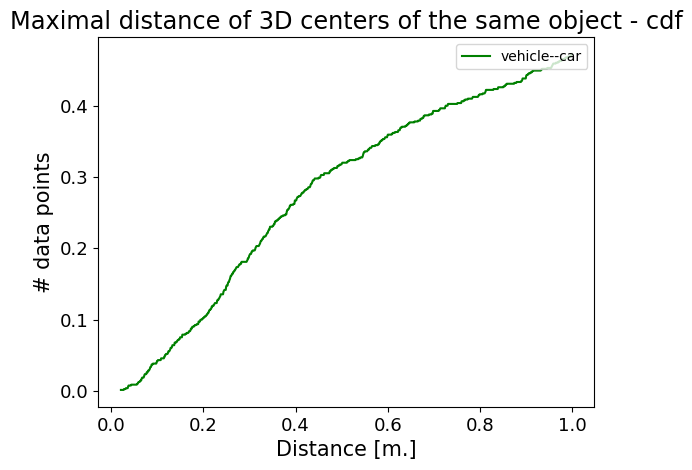 Maximal distance of 3D centers of the same object - cdf
vehicle--car
# data points
0.4
0.3
0.2
0.1
0.0
0.0 0.2 0.4 0.6 0.8 1.0
Distance [m.]